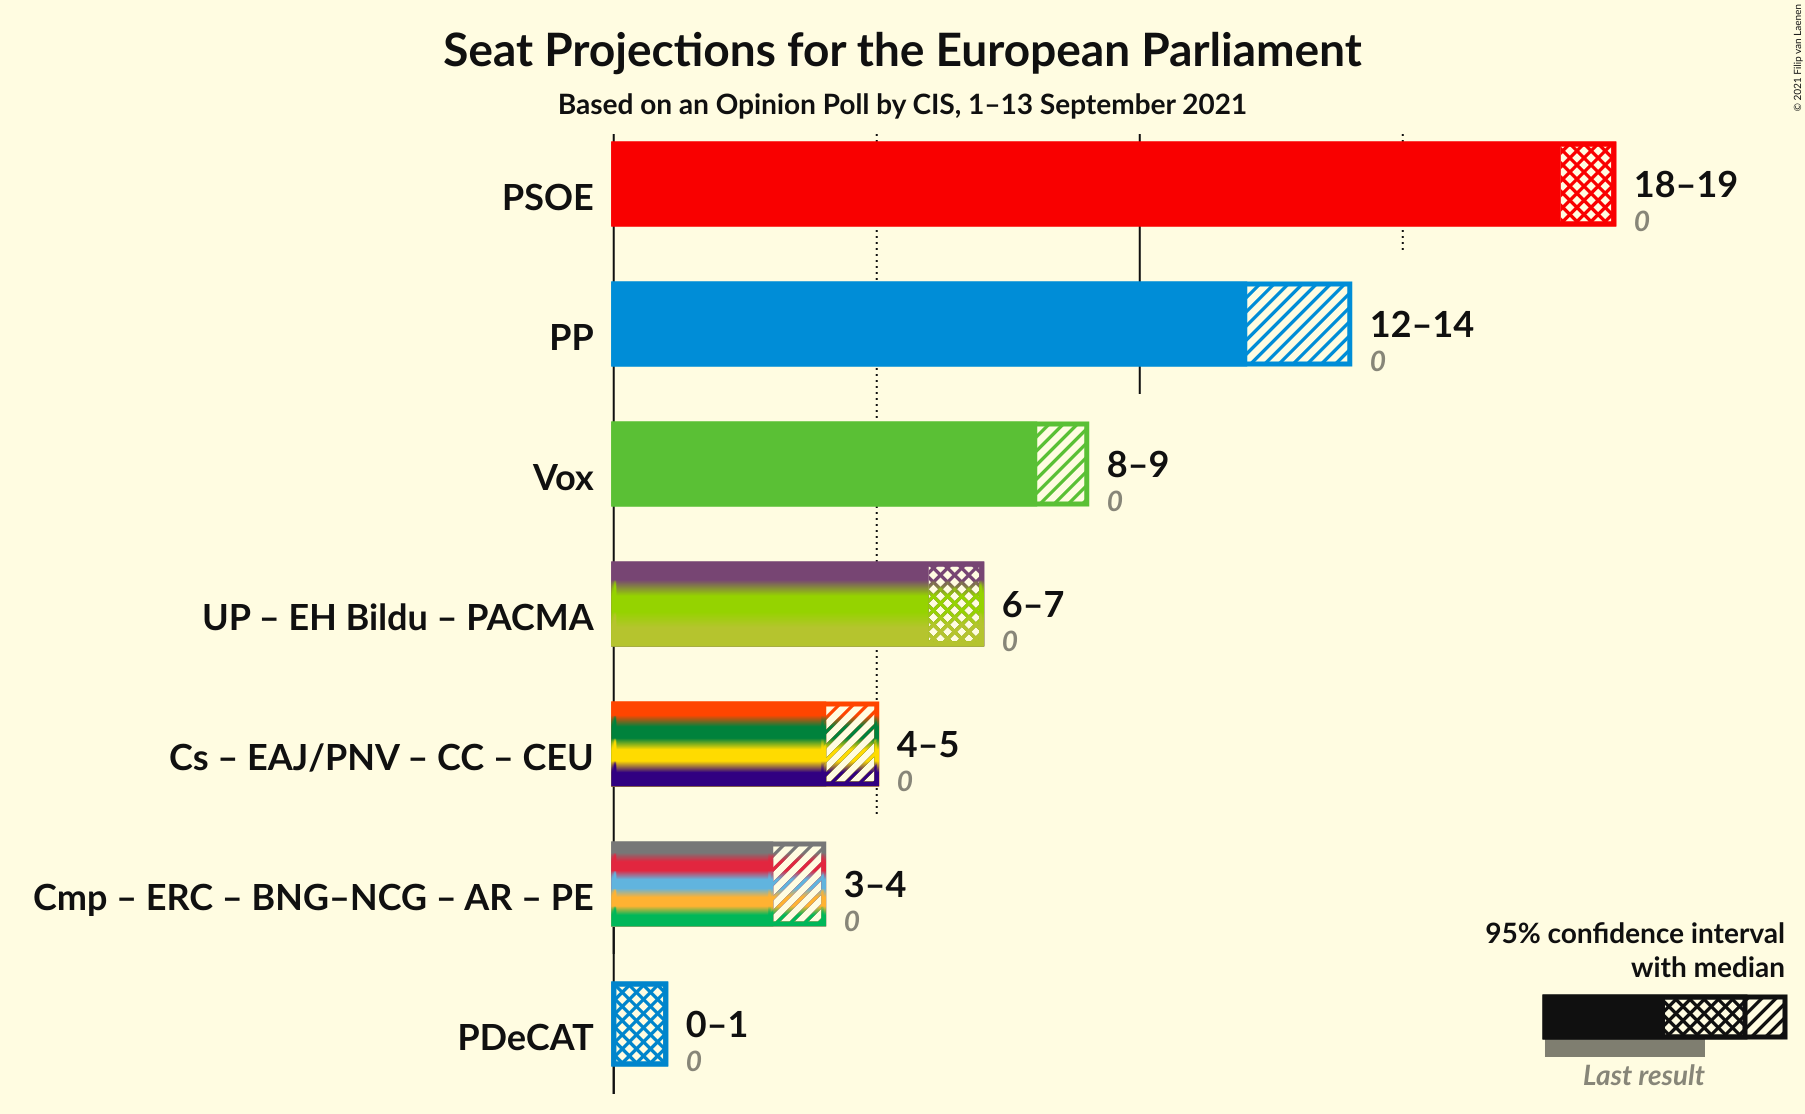 Seat Projections for the European Parliament
Based on an Opinion Poll by CIS, 1–13 September 2021
© 2021 Filip van Laenen
PSOE
18–19
0
PP
12–14
0
Vox
8–9
0
UP – EH Bildu – PACMA
6–7
0
Cs – EAJ/PNV – CC – CEU
4–5
0
Cmp – ERC – BNG–NCG – AR – PE
3–4
0
PDeCAT
0–1
0
95% confidence interval
with median
Last result